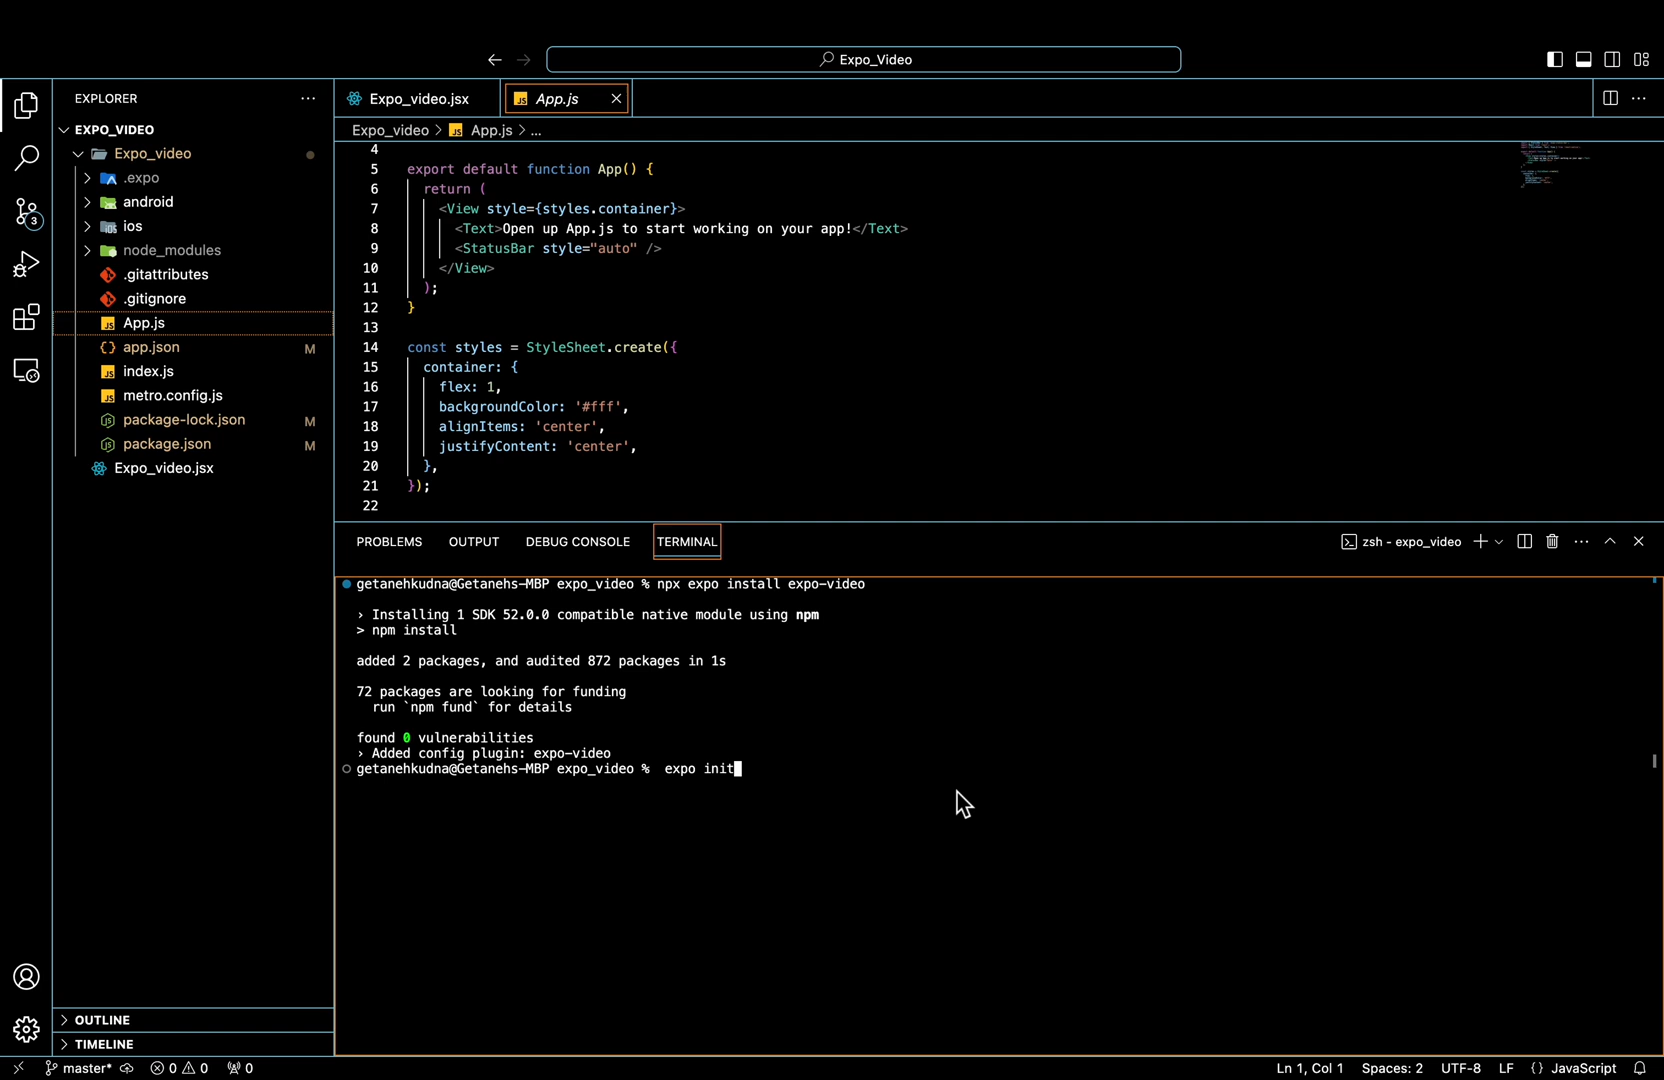 Expo_Video
EXPLORER
EXPO_VIDEO
Expo_video
.expo
android
ios
node_modules
.gitattributes
.gitignore
App.js
app.json M
index.js
metro.config.js
package-lock.json M
package.json M
Expo_video.jsx
OUTLINE
TIMELINE
3
Expo_video.jsx
App.js
Expo_video > App.js > ...
4
5 export default function App() {
6 return (
7 <View style={styles.container}>
8 <Text>Open up App.js to start working on your app!</Text>
9 <StatusBar style="auto" />
10 </View>
11 );
12 }
13
14 const styles = StyleSheet.create({
15 container: {
16 flex: 1,
17 backgroundColor: '#fff',
18 alignItems: 'center',
19 justifyContent: 'center',
20 },
21 });
22
PROBLEMS OUTPUT DEBUG CONSOLE TERMINAL
zsh - expo_video
getanehkudna@Getanehs-MBP expo_video % npx expo install expo-video
› Installing 1 SDK 52.0.0 compatible native module using npm
> npm install
added 2 packages, and audited 872 packages in 1s
72 packages are looking for funding
run `npm fund` for details
found 0 vulnerabilities
› Added config plugin: expo-video
getanehkudna@Getanehs-MBP expo_video % expo init
master* 0 0 0
Ln 1, Col 1 Spaces: 2 UTF-8 LF {} JavaScript